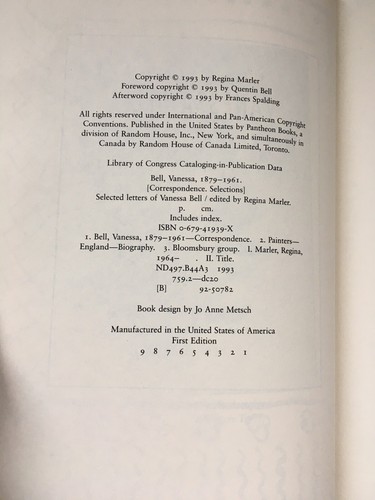 Copyright © 1993 by Regina Marler
Foreword copyright © 1993 by Quentin Bell
Afterword copyright © 1993 by Frances Spalding
All rights reserved under International and Pan-American Copyright
Conventions. Published in the United States by Pantheon Books, a
division of Random House, Inc., New York, and simultaneously in
Canada by Random House of Canada Limited, Toronto.
Library of Congress Cataloging-in-Publication Data
Bell, Vanessa, 1879–1961.
[Correspondence. Selections]
Selected letters of Vanessa Bell / edited by Regina Marler.
p. cm.
Includes index.
ISBN 0-679-41939-X
1. Bell, Vanessa, 1879–1961—Correspondence. 2. Painters—
England—Biography. 3. Bloomsbury group. I. Marler, Regina,
1964– . II. Title.
ND497.B44A3 1993
759.2—dc20
[B] 92-50782
Book design by Jo Anne Metsch
Manufactured in the United States of America
First Edition
9 8 7 6 5 4 3 2 1